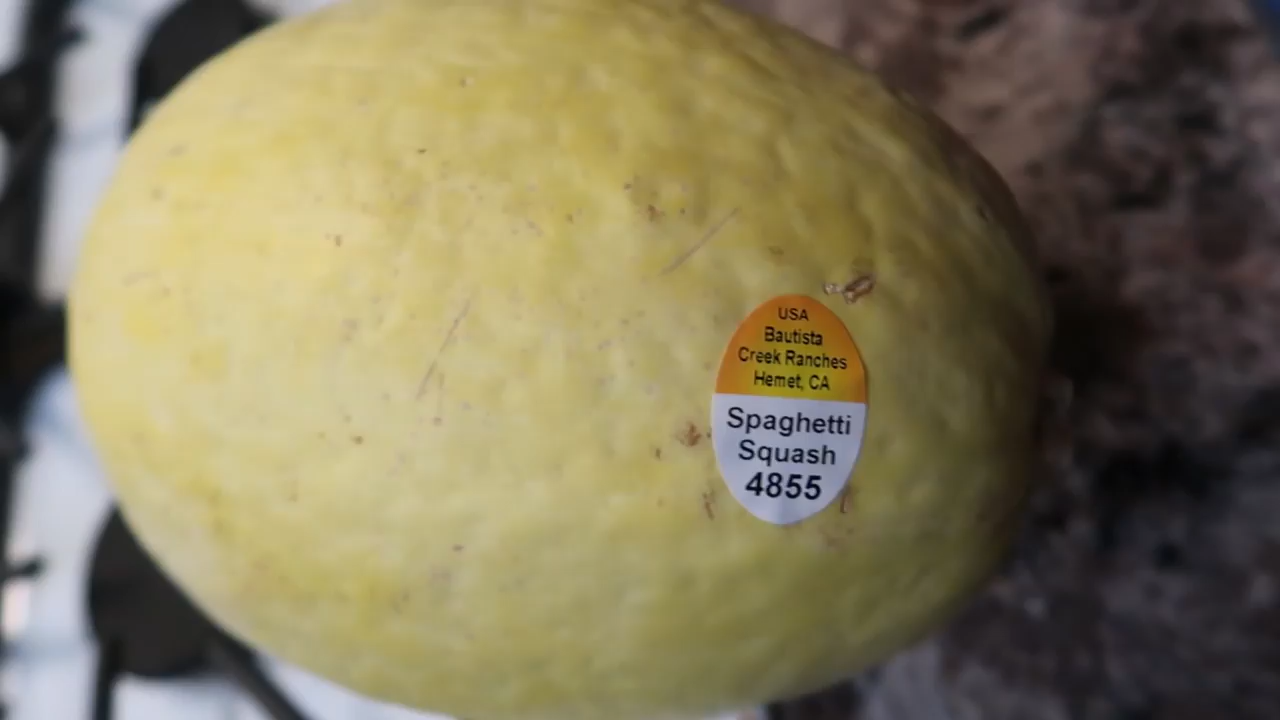 USA
Bautista
Creek Ranches
Hemet, CA
Spaghetti
Squash
4855